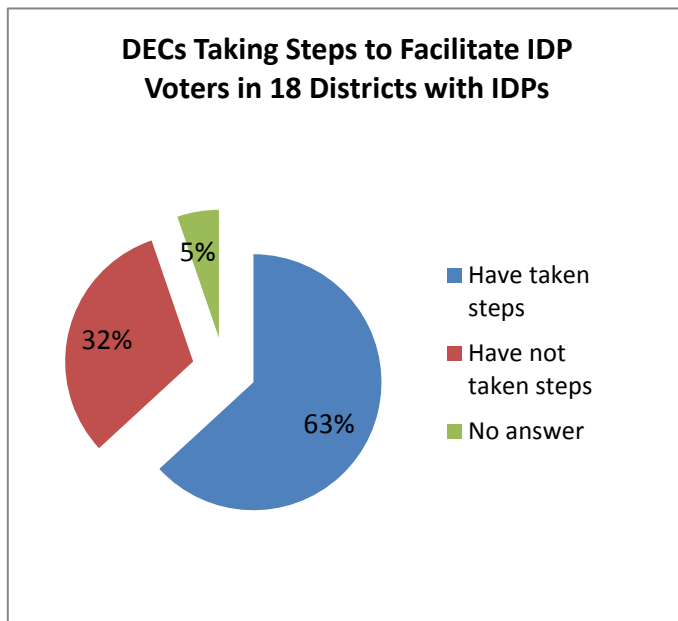 DECs Taking Steps to Facilitate IDP
Voters in 18 Districts with IDPs
5%
32%
63%
Have taken
steps
Have not
taken steps
No answer